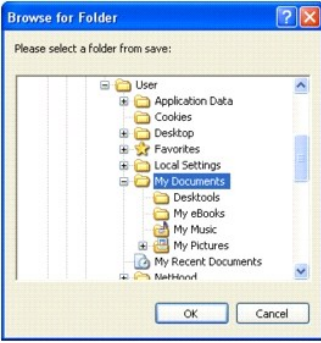 Browse for Folder
Please select a folder from save:
User
Application Data
Cookies
Desktop
Favorites
Local Settings
My Documents
Desktools
My eBooks
My Music
My Pictures
My Recent Documents
NetHood
OK Cancel